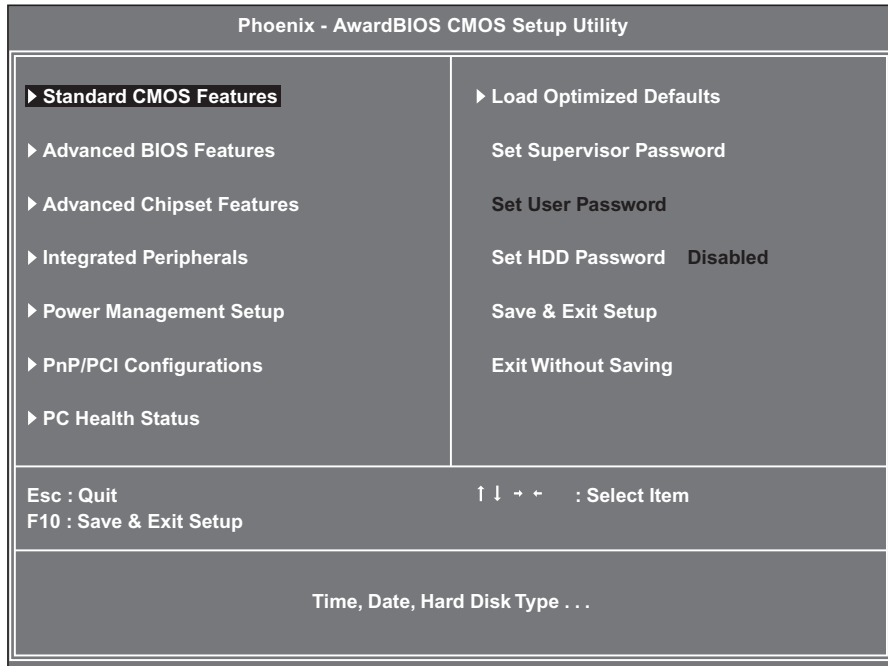 Phoenix - AwardBIOS CMOS Setup Utility
Standard CMOS Features
Advanced BIOS Features
Advanced Chipset Features
Integrated Peripherals
Power Management Setup
PnP/PCI Configurations
PC Health Status
Load Optimized Defaults
Set Supervisor Password
Set User Password
Set HDD Password Disabled
Save & Exit Setup
Exit Without Saving
Esc : Quit
F10 : Save & Exit Setup
↑ ↓ → ← : Select Item
Time, Date, Hard Disk Type . . .